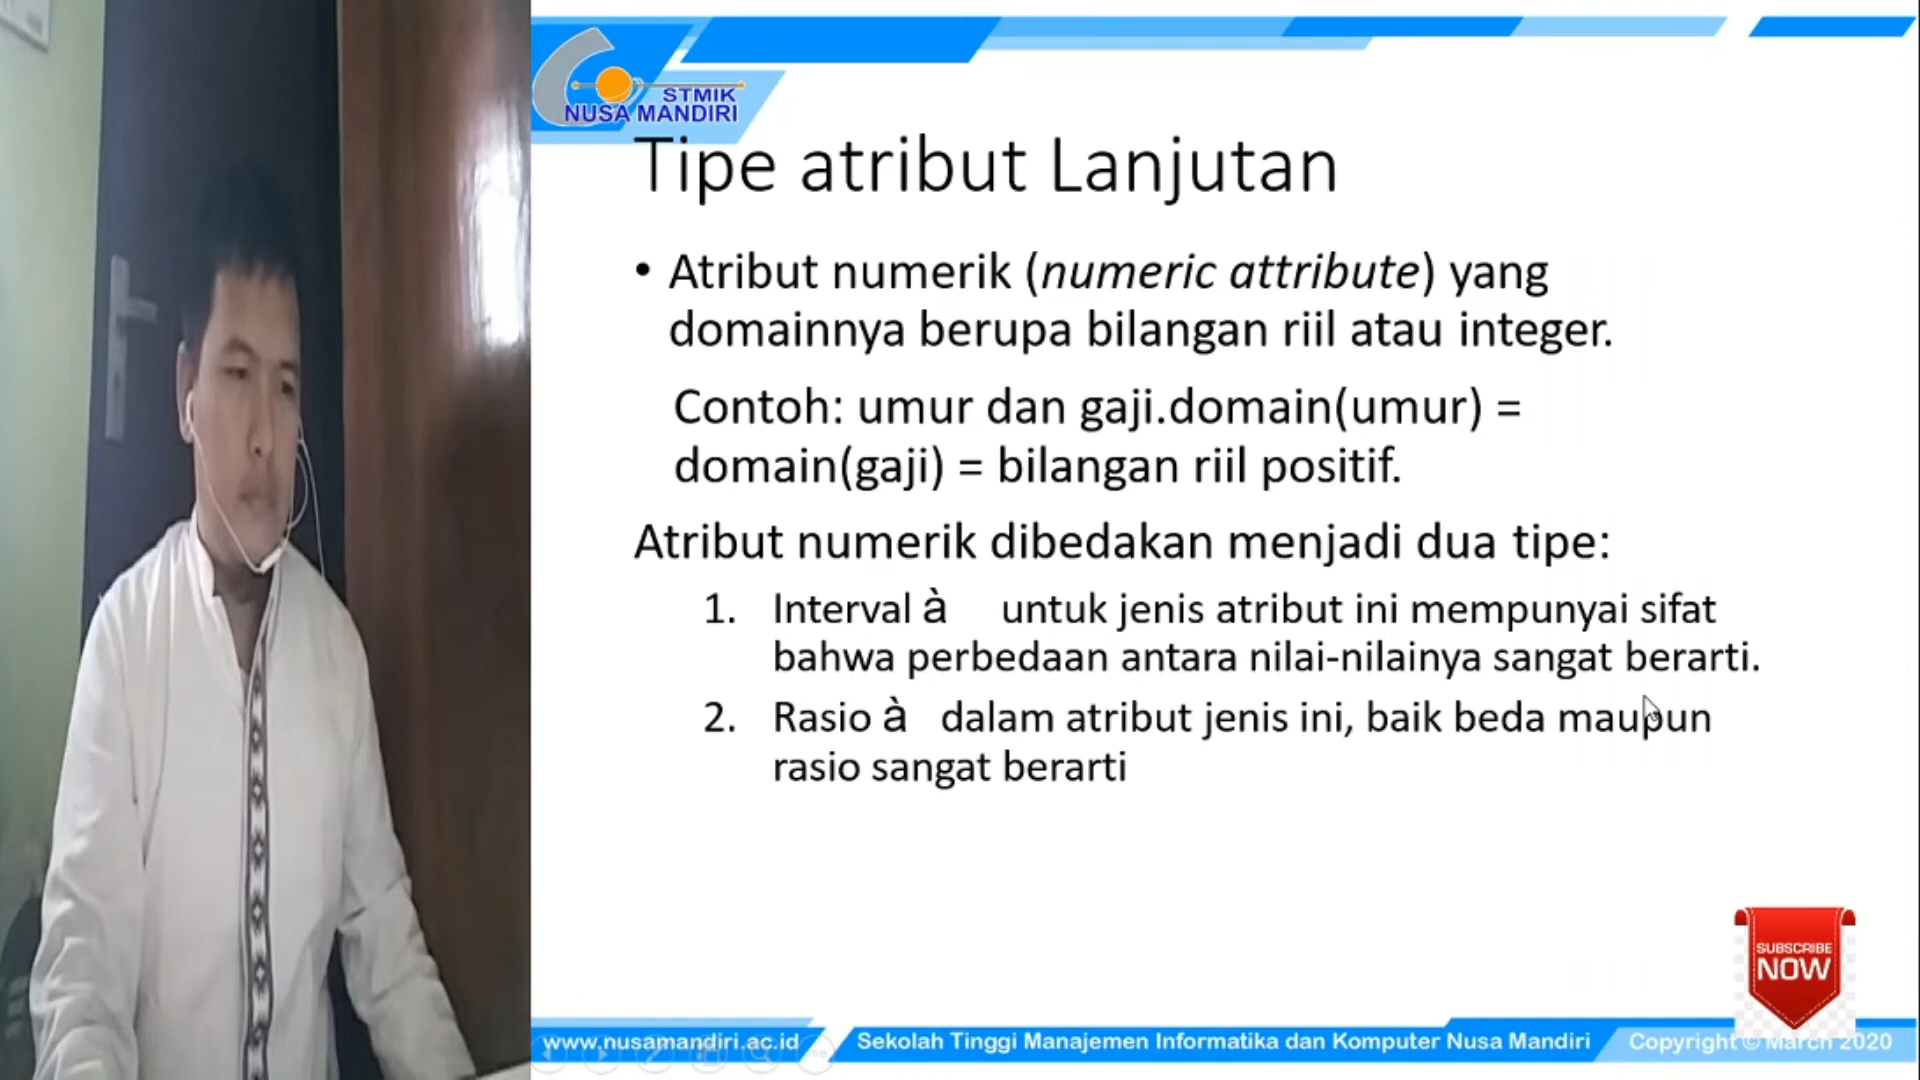 STMIK
NUSA MANDIRI
Tipe atribut Lanjutan
• Atribut numerik (numeric attribute) yang
domainnya berupa bilangan riil atau integer.
Contoh: umur dan gaji.domain(umur) =
domain(gaji) = bilangan riil positif.
Atribut numerik dibedakan menjadi dua tipe:
1. Interval à untuk jenis atribut ini mempunyai sifat
bahwa perbedaan antara nilai-nilainya sangat berarti.
2. Rasio à dalam atribut jenis ini, baik beda maupun
rasio sangat berarti
SUBSCRIBE
NOW
www.nusamandiri.ac.id
Sekolah Tinggi Manajemen Informatika dan Komputer Nusa Mandiri
Copyright © March 2020